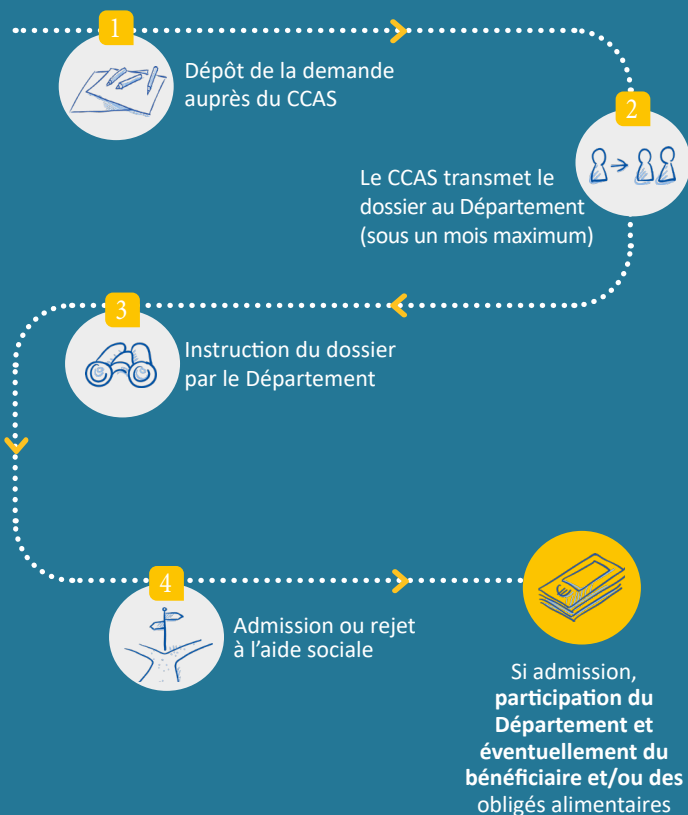 1
Dépôt de la demande
auprès du CCAS
2
Le CCAS transmet le
dossier au Département
(sous un mois maximum)
3
Instruction du dossier
par le Département
4
Admission ou rejet
à l’aide sociale
€
Si admission,
participation du
Département et
éventuellement du
bénéficiaire et/ou des
obligés alimentaires